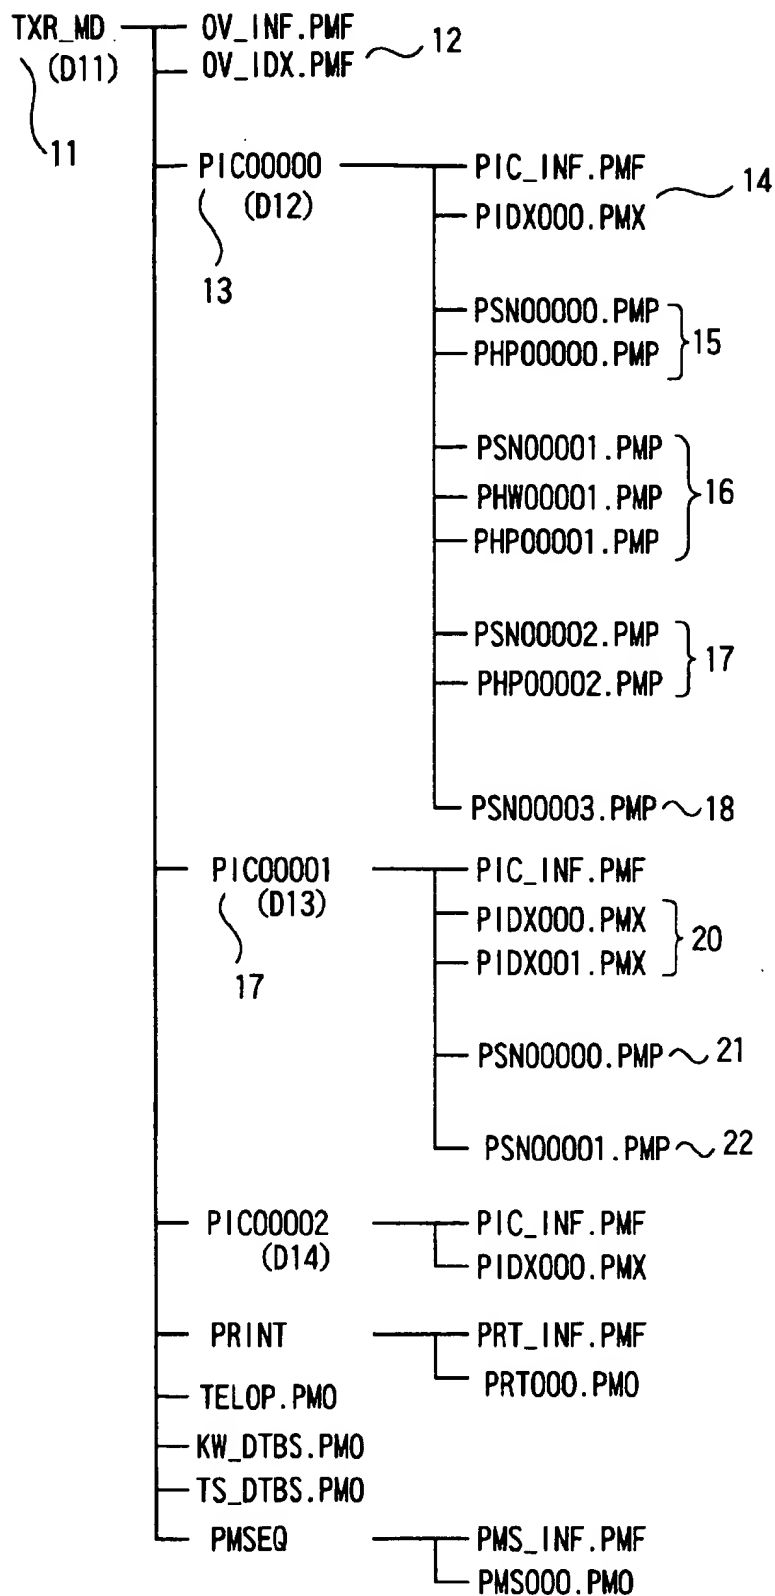 TXR_MD
(D11)
11
OV_INF.PMF
OV_IDX.PMF
12
PIC00000
(D12)
13
PIC_INF.PMF
PIDX000.PMX
14
PSN00000.PMP
PHP00000.PMP
15
PSN00001.PMP
PHW00001.PMP
PHP00001.PMP
16
PSN00002.PMP
PHP00002.PMP
17
PSN00003.PMP
18
PIC00001
(D13)
17
PIC_INF.PMF
PIDX000.PMX
PIDX001.PMX
20
PSN00000.PMP
21
PSN00001.PMP
22
PIC00002
(D14)
PIC_INF.PMF
PIDX000.PMX
PRINT
PRT_INF.PMF
PRT000.PMO
TELOP.PMO
KW_DTBS.PMO
TS_DTBS.PMO
PMSEQ
PMS_INF.PMF
PMS000.PMO